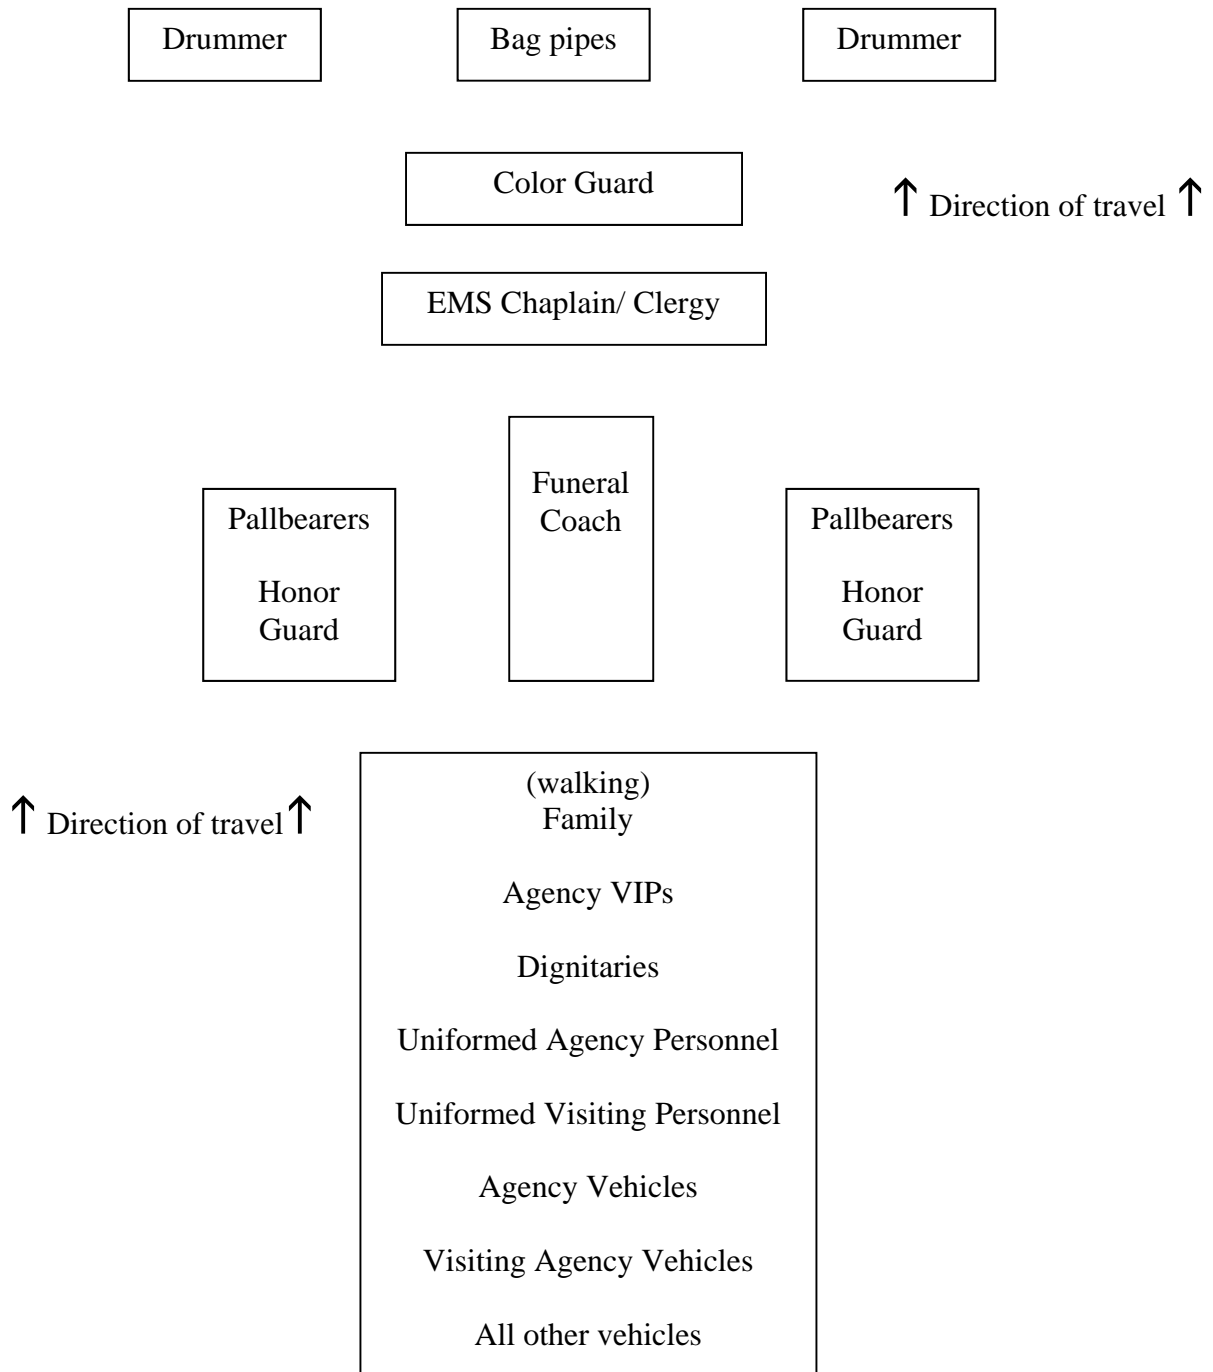 Drummer
Bag pipes
Drummer
Color Guard
↑ Direction of travel ↑
EMS Chaplain/ Clergy
Funeral
Coach
Pallbearers
Honor
Guard
Pallbearers
Honor
Guard
(walking)
Family
↑ Direction of travel↑
Agency VIPs
Dignitaries
Uniformed Agency Personnel
Uniformed Visiting Personnel
Agency Vehicles
Visiting Agency Vehicles
All other vehicles